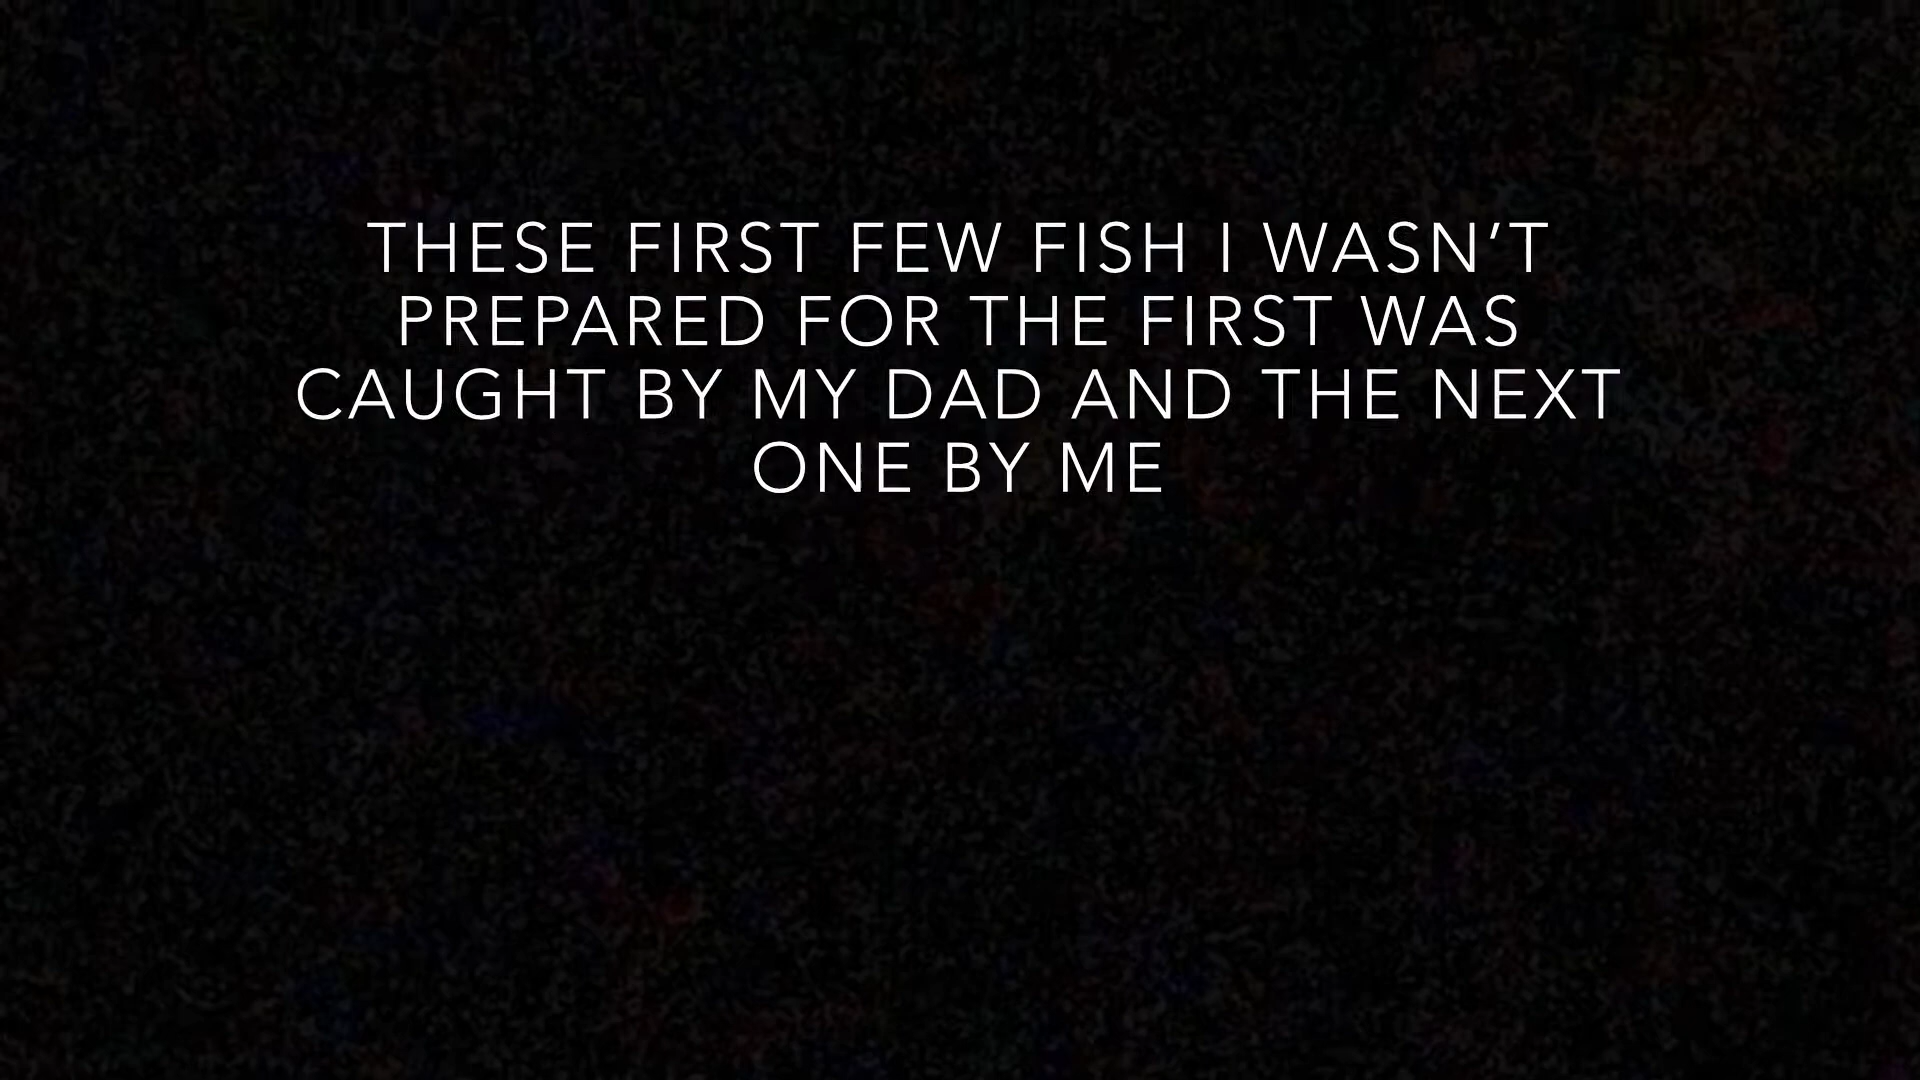 THESE FIRST FEW FISH I WASN’T
PREPARED FOR THE FIRST WAS
CAUGHT BY MY DAD AND THE NEXT
ONE BY ME